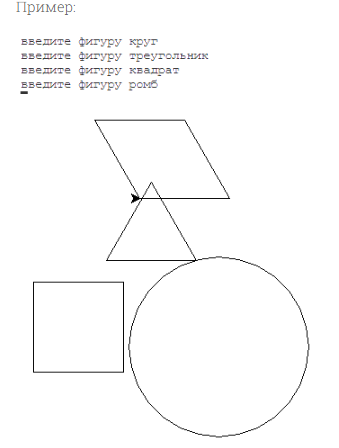 Пример:
введите фигуру круг
введите фигуру треугольник
введите фигуру квадрат
введите фигуру ромб